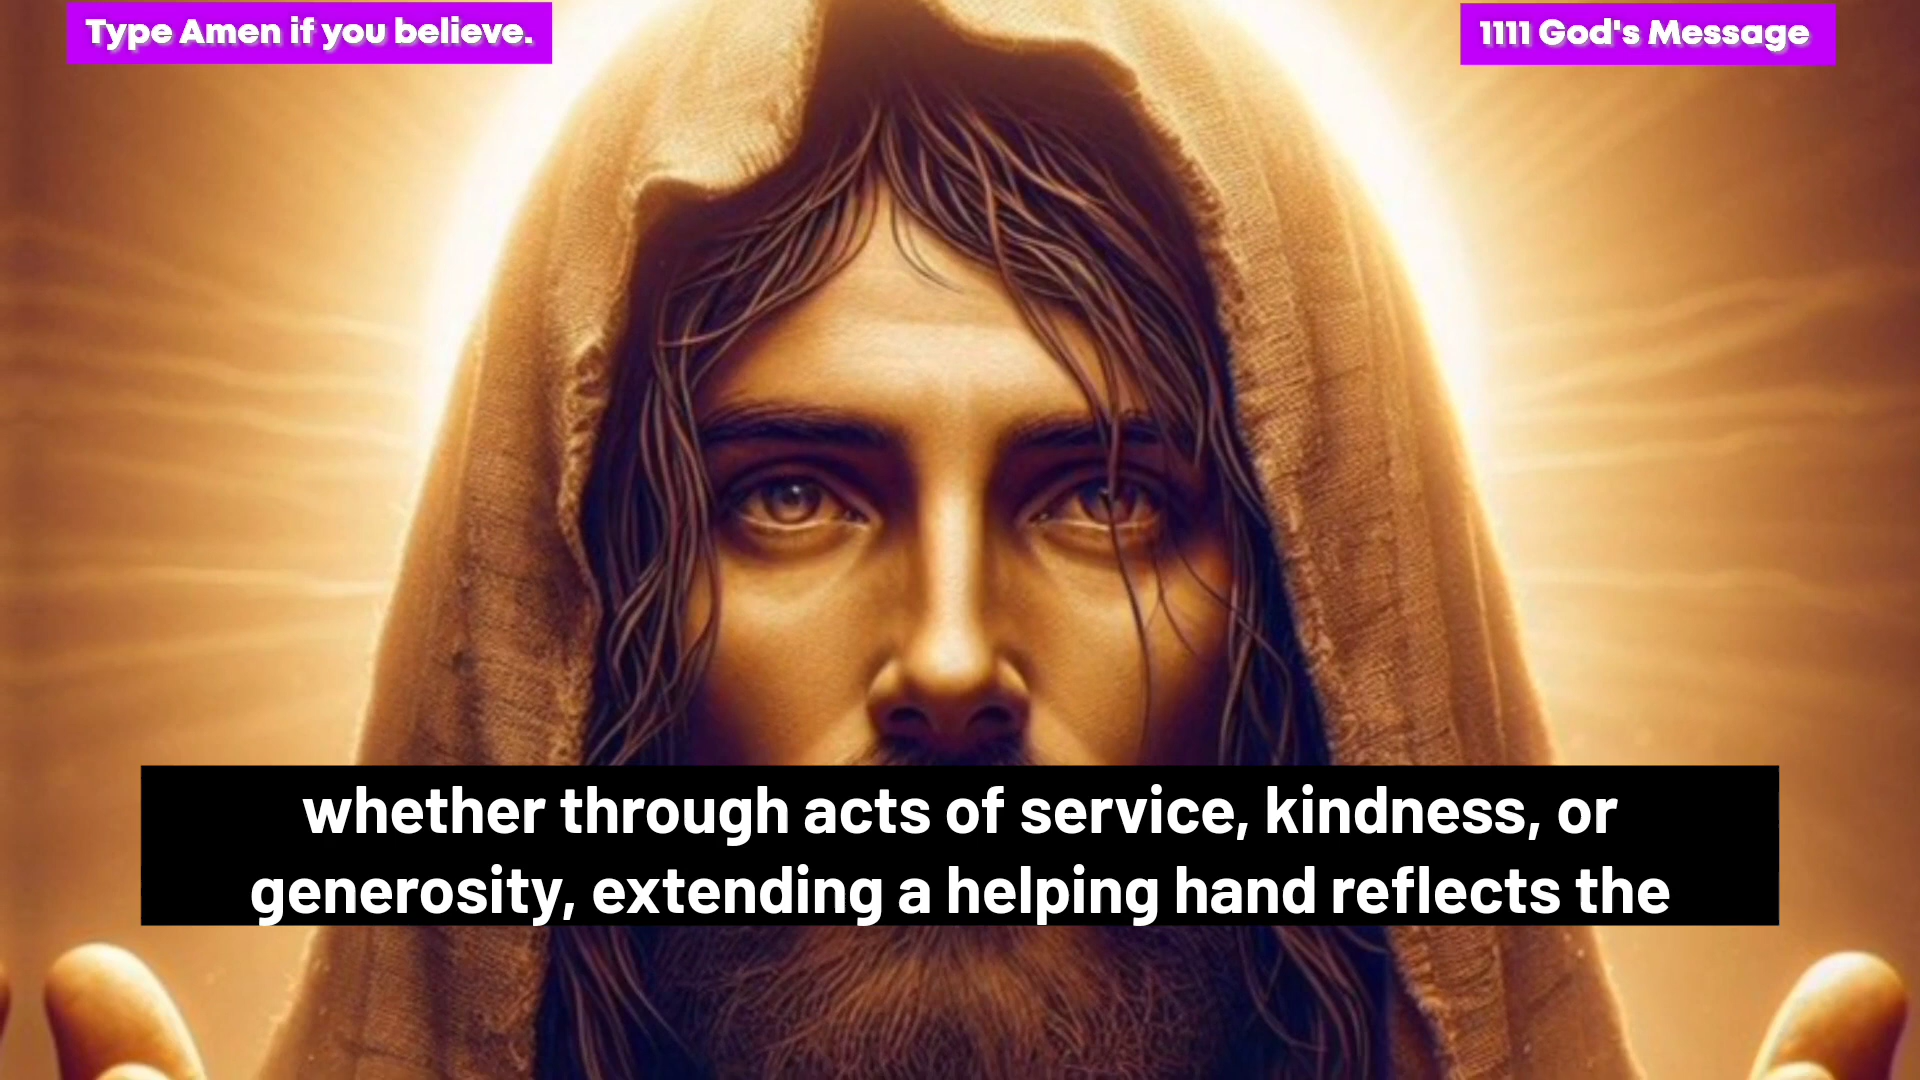 Type Amen if you believe.
1111 God's Message
whether through acts of service, kindness, or
generosity, extending a helping hand reflects the